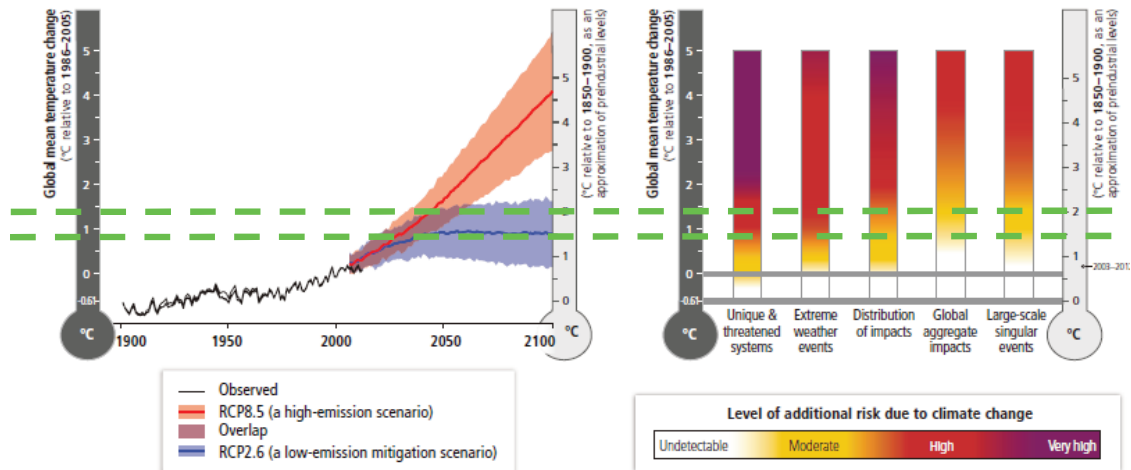 Global mean temperature change
(°C relative to 1986–2005)
5
4
3
2
1
0
-0.61
°C
(°C relative to 1850–1900, as an
approximation of preindustrial levels)
5
4
3
2
1
0
°C
1900
1950
2000
2050
2100
Observed
RCP8.5 (a high-emission scenario)
Overlap
RCP2.6 (a low-emission mitigation scenario)
Global mean temperature change
(°C relative to 1986–2005)
5
4
3
2
1
0
-0.61
°C
(°C relative to 1850–1900, as an
approximation of preindustrial levels)
5
4
3
2
1
0
2003–2012
°C
Unique &
threatened
systems
Extreme
weather
events
Distribution
of impacts
Global
aggregate
impacts
Large-scale
singular
events
Level of additional risk due to climate change
Undetectable
Moderate
High
Very high